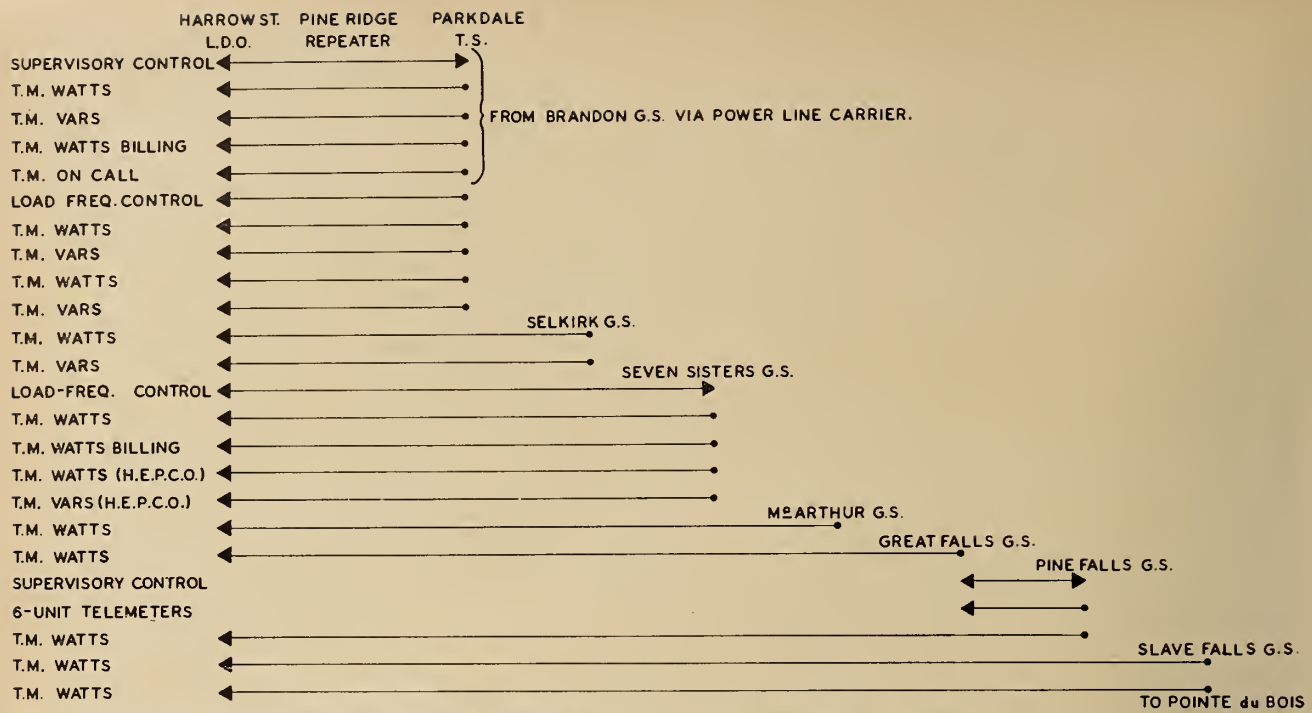 HARROW ST. PINE RIDGE PARKDALE
L.D.O. REPEATER T.S.
SUPERVISORY CONTROL
T.M. WATTS
T.M. VARS FROM BRANDON G.S. VIA POWER LINE CARRIER.
T.M. WATTS BILLING
T.M. ON CALL
LOAD FREQ. CONTROL
T.M. WATTS
T.M. VARS
T.M. WATTS
T.M. VARS
SELKIRK G.S.
T.M. WATTS
T.M. VARS
SEVEN SISTERS G.S.
LOAD-FREQ. CONTROL
T.M. WATTS
T.M. WATTS BILLING
T.M. WATTS (H.E.P.C.O.)
T.M. VARS (H.E.P.C.O.)
McARTHUR G.S.
T.M. WATTS
GREAT FALLS G.S.
T.M. WATTS
PINE FALLS G.S.
SUPERVISORY CONTROL
6-UNIT TELEMETERS
T.M. WATTS
SLAVE FALLS G.S.
T.M. WATTS
T.M. WATTS
TO POINTE du BOIS